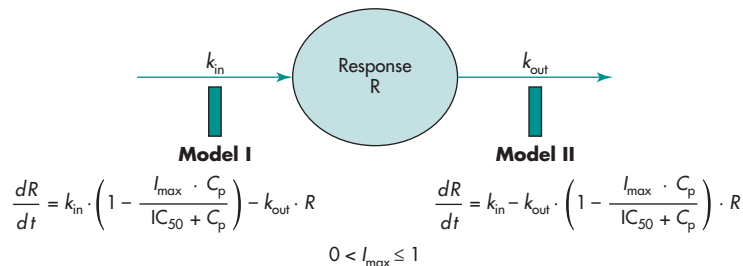 k_in
Response
R
k_out
Model I
Model II
dR/dt = k_in · (1 − (I_max · C_p)/(IC_50 + C_p)) − k_out · R
dR/dt = k_in − k_out · (1 − (I_max · C_p)/(IC_50 + C_p)) · R
0 < I_max ≤ 1